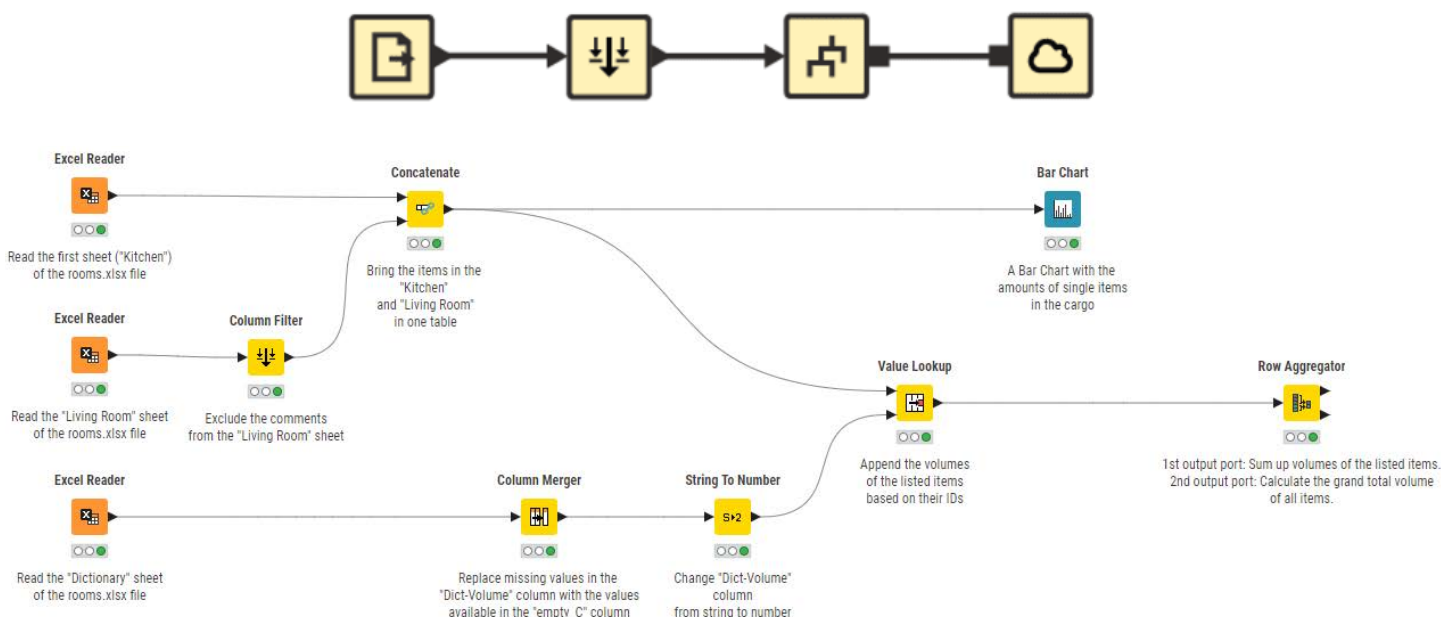 Excel Reader
Read the first sheet ("Kitchen")
of the rooms.xlsx file
Concatenate
Bring the items in the
"Kitchen"
and "Living Room"
in one table
Bar Chart
A Bar Chart with the
amounts of single items
in the cargo
Excel Reader
Read the "Living Room" sheet
of the rooms.xlsx file
Column Filter
Exclude the comments
from the "Living Room" sheet
Value Lookup
Append the volumes
of the listed items
based on their IDs
Row Aggregator
1st output port: Sum up volumes of the listed items.
2nd output port: Calculate the grand total volume
of all items.
Excel Reader
Read the "Dictionary" sheet
of the rooms.xlsx file
Column Merger
Replace missing values in the
"Dict-Volume" column with the values
available in the "empty_C" column
String To Number
S▸2
Change "Dict-Volume"
column
from string to number